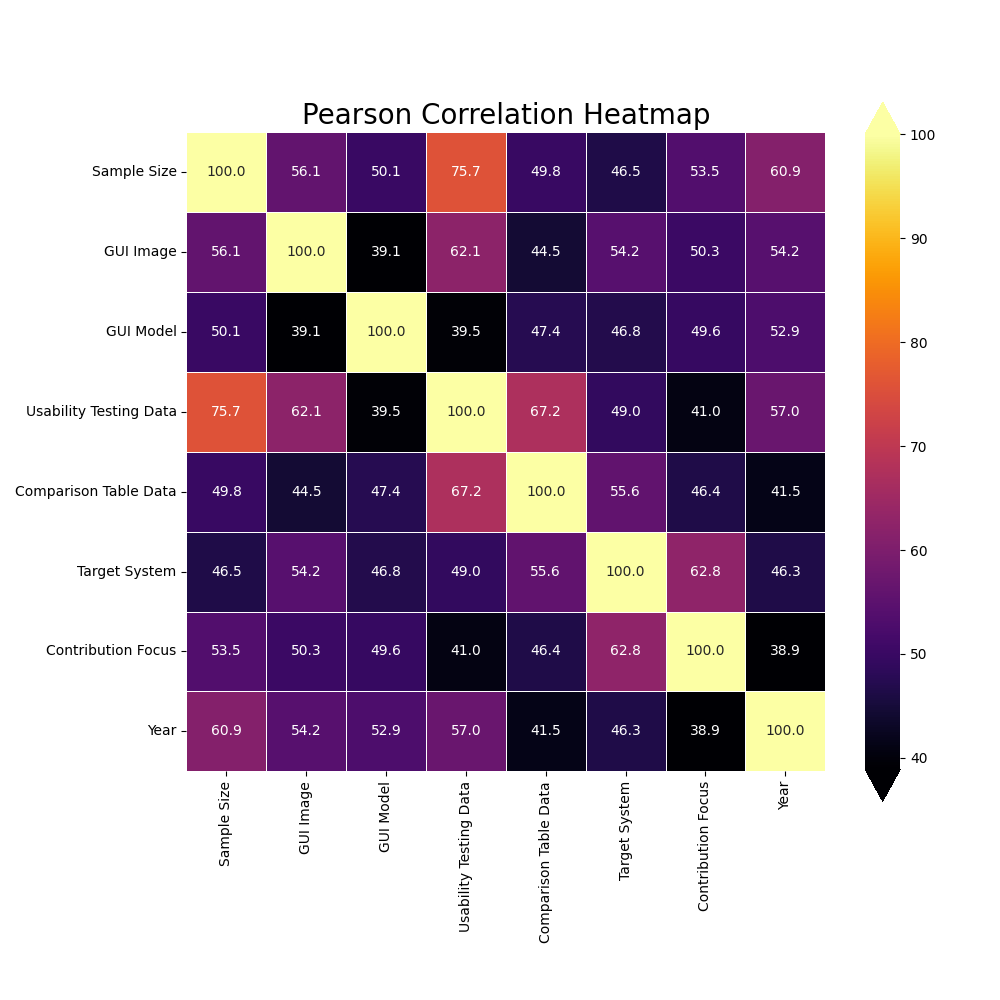 Pearson Correlation Heatmap
Sample Size 100.0 56.1 50.1 75.7 49.8 46.5 53.5 60.9
GUI Image 56.1 100.0 39.1 62.1 44.5 54.2 50.3 54.2
GUI Model 50.1 39.1 100.0 39.5 47.4 46.8 49.6 52.9
Usability Testing Data 75.7 62.1 39.5 100.0 67.2 49.0 41.0 57.0
Comparison Table Data 49.8 44.5 47.4 67.2 100.0 55.6 46.4 41.5
Target System 46.5 54.2 46.8 49.0 55.6 100.0 62.8 46.3
Contribution Focus 53.5 50.3 49.6 41.0 46.4 62.8 100.0 38.9
Year 60.9 54.2 52.9 57.0 41.5 46.3 38.9 100.0
Sample Size
GUI Image
GUI Model
Usability Testing Data
Comparison Table Data
Target System
Contribution Focus
Year
100
90
80
70
60
50
40